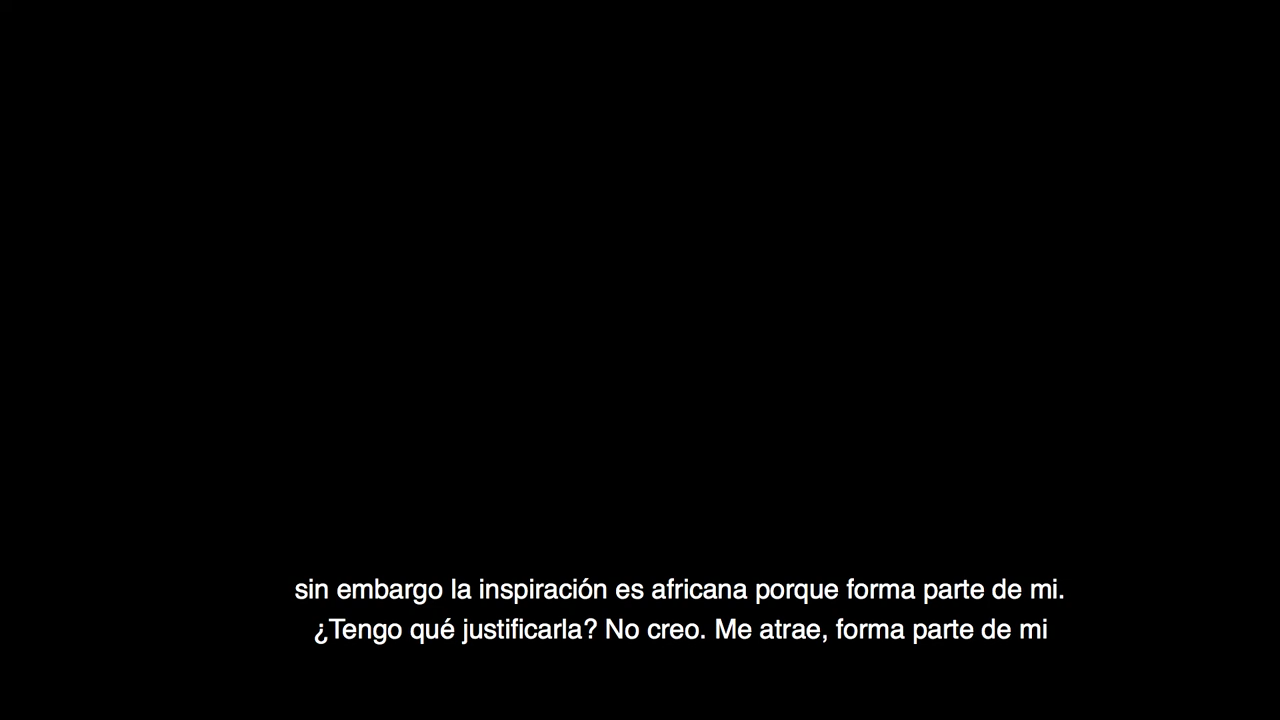 sin embargo la inspiración es africana porque forma parte de mi.
¿Tengo qué justificarla? No creo. Me atrae, forma parte de mi